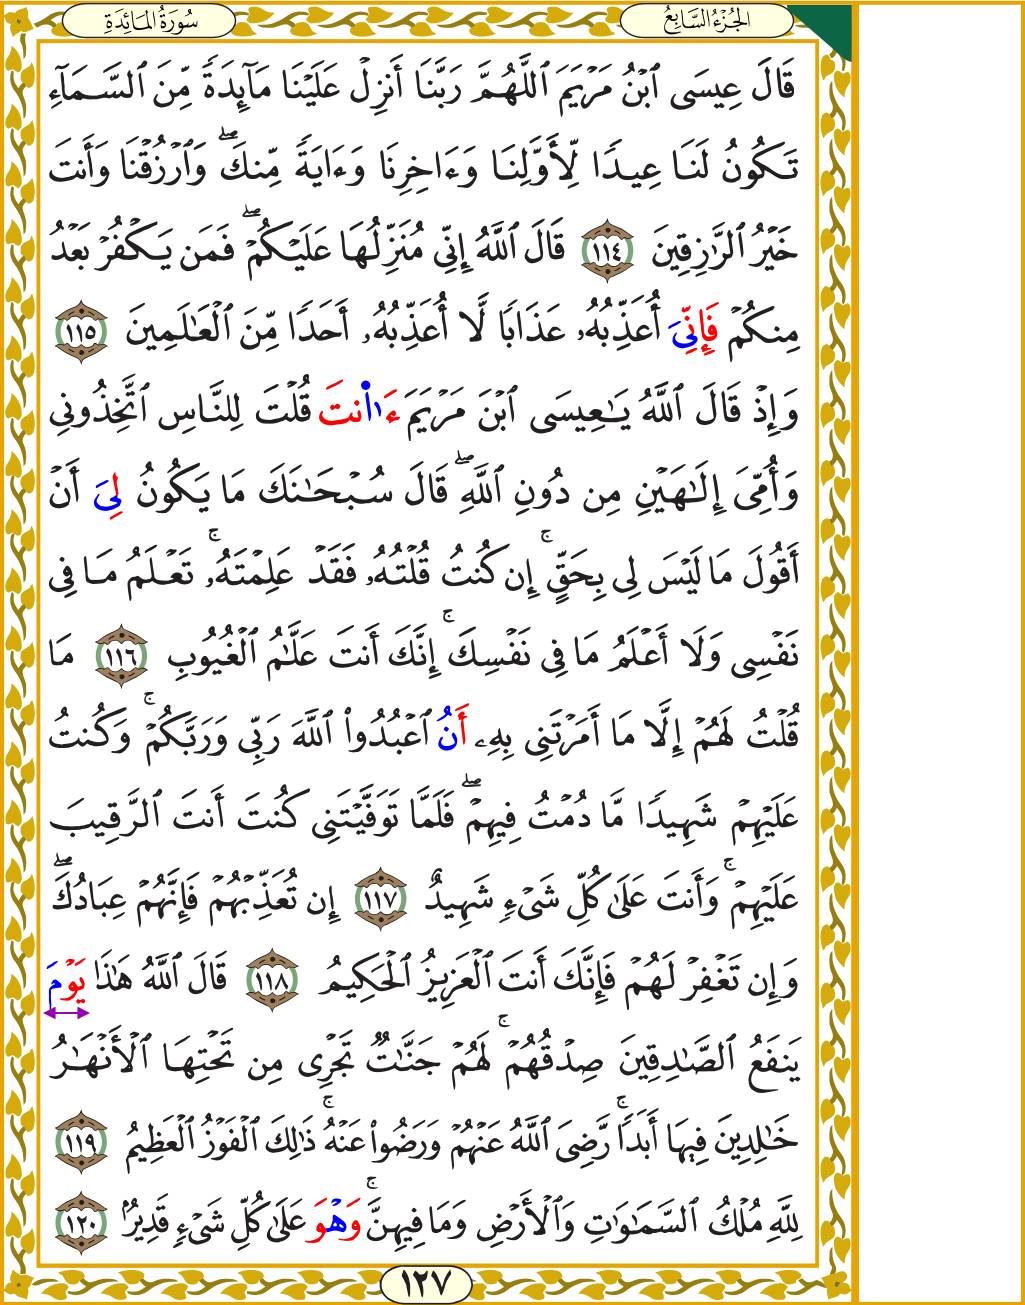 الجُزْءُ السَّابِعُ
سُورَةُ المَائِدَةِ
قَالَ عِيسَى ٱبْنُ مَرْيَمَ ٱللَّهُمَّ رَبَّنَا أَنزِلْ عَلَيْنَا مَآئِدَةً مِّنَ ٱلسَّمَآءِ
تَكُونُ لَنَا عِيدًا لِّأَوَّلِنَا وَءَاخِرِنَا وَءَايَةً مِّنكَ ۖ وَٱرْزُقْنَا وَأَنتَ
خَيْرُ ٱلرَّٰزِقِينَ ١١٤ قَالَ ٱللَّهُ إِنِّي مُنَزِّلُهَا عَلَيْكُمْ ۖ فَمَن يَكْفُرْ بَعْدُ
مِنكُمْ فَإِنِّيَ أُعَذِّبُهُۥ عَذَابًا لَّا أُعَذِّبُهُۥ أَحَدًا مِّنَ ٱلْعَٰلَمِينَ ١١٥
وَإِذْ قَالَ ٱللَّهُ يَٰعِيسَى ٱبْنَ مَرْيَمَ ءَا۬نتَ قُلْتَ لِلنَّاسِ ٱتَّخِذُونِي
وَأُمِّيَ إِلَٰهَيْنِ مِن دُونِ ٱللَّهِ ۖ قَالَ سُبْحَٰنَكَ مَا يَكُونُ لِيَ أَنْ
أَقُولَ مَا لَيْسَ لِي بِحَقٍّ ۚ إِن كُنتُ قُلْتُهُۥ فَقَدْ عَلِمْتَهُۥ ۚ تَعْلَمُ مَا فِي
نَفْسِي وَلَا أَعْلَمُ مَا فِي نَفْسِكَ ۚ إِنَّكَ أَنتَ عَلَّٰمُ ٱلْغُيُوبِ ١١٦ مَا
قُلْتُ لَهُمْ إِلَّا مَا أَمَرْتَنِي بِهِۦ أَنُ ٱعْبُدُوا۟ ٱللَّهَ رَبِّي وَرَبَّكُمْ ۚ وَكُنتُ
عَلَيْهِمْ شَهِيدًا مَّا دُمْتُ فِيهِمْ ۖ فَلَمَّا تَوَفَّيْتَنِي كُنتَ أَنتَ ٱلرَّقِيبَ
عَلَيْهِمْ ۚ وَأَنتَ عَلَىٰ كُلِّ شَيْءٍ شَهِيدٌ ١١٧ إِن تُعَذِّبْهُمْ فَإِنَّهُمْ عِبَادُكَ ۖ
وَإِن تَغْفِرْ لَهُمْ فَإِنَّكَ أَنتَ ٱلْعَزِيزُ ٱلْحَكِيمُ ١١٨ قَالَ ٱللَّهُ هَٰذَا يَوْمَ
يَنفَعُ ٱلصَّٰدِقِينَ صِدْقُهُمْ ۚ لَهُمْ جَنَّٰتٌ تَجْرِي مِن تَحْتِهَا ٱلْأَنْهَٰرُ
خَٰلِدِينَ فِيهَا أَبَدًا ۚ رَّضِيَ ٱللَّهُ عَنْهُمْ وَرَضُوا۟ عَنْهُ ۚ ذَٰلِكَ ٱلْفَوْزُ ٱلْعَظِيمُ ١١٩
لِلَّهِ مُلْكُ ٱلسَّمَٰوَٰتِ وَٱلْأَرْضِ وَمَا فِيهِنَّ ۚ وَهْوَ عَلَىٰ كُلِّ شَيْءٍ قَدِيرٌ ١٢٠
١٢٧